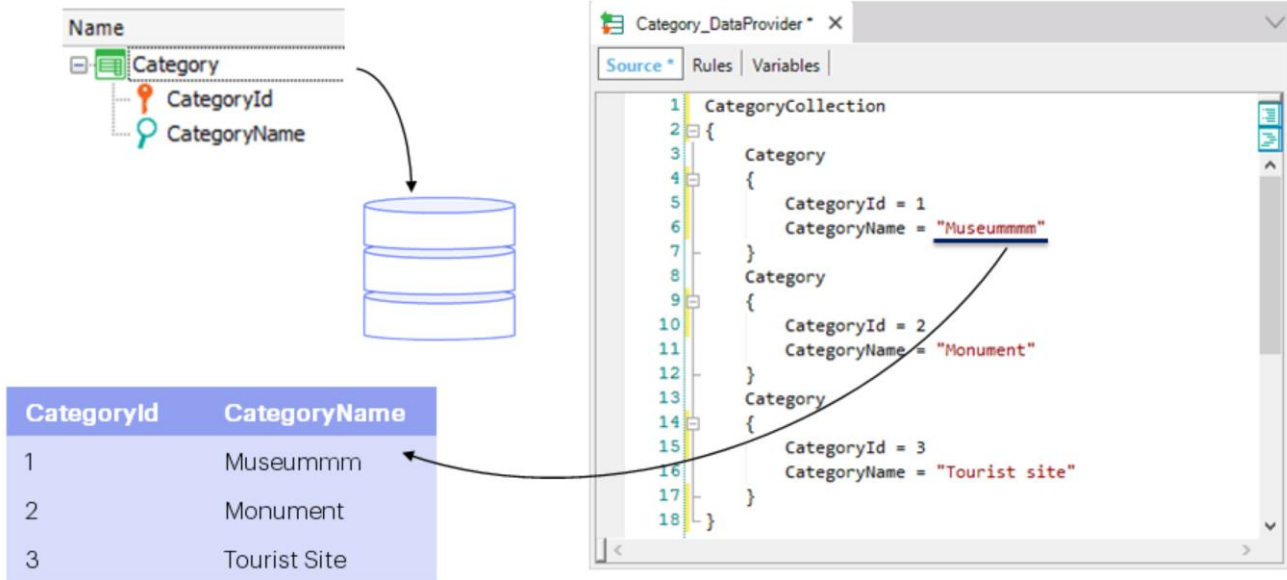 Name
Category
CategoryId
CategoryName
Category_DataProvider * X
Source * Rules Variables
1 CategoryCollection
2 {
3 Category
4 {
5 CategoryId = 1
6 CategoryName = "Museummmm"
7 }
8 Category
9 {
10 CategoryId = 2
11 CategoryName = "Monument"
12 }
13 Category
14 {
15 CategoryId = 3
16 CategoryName = "Tourist site"
17 }
18 }
CategoryId CategoryName
1 Museummm
2 Monument
3 Tourist Site